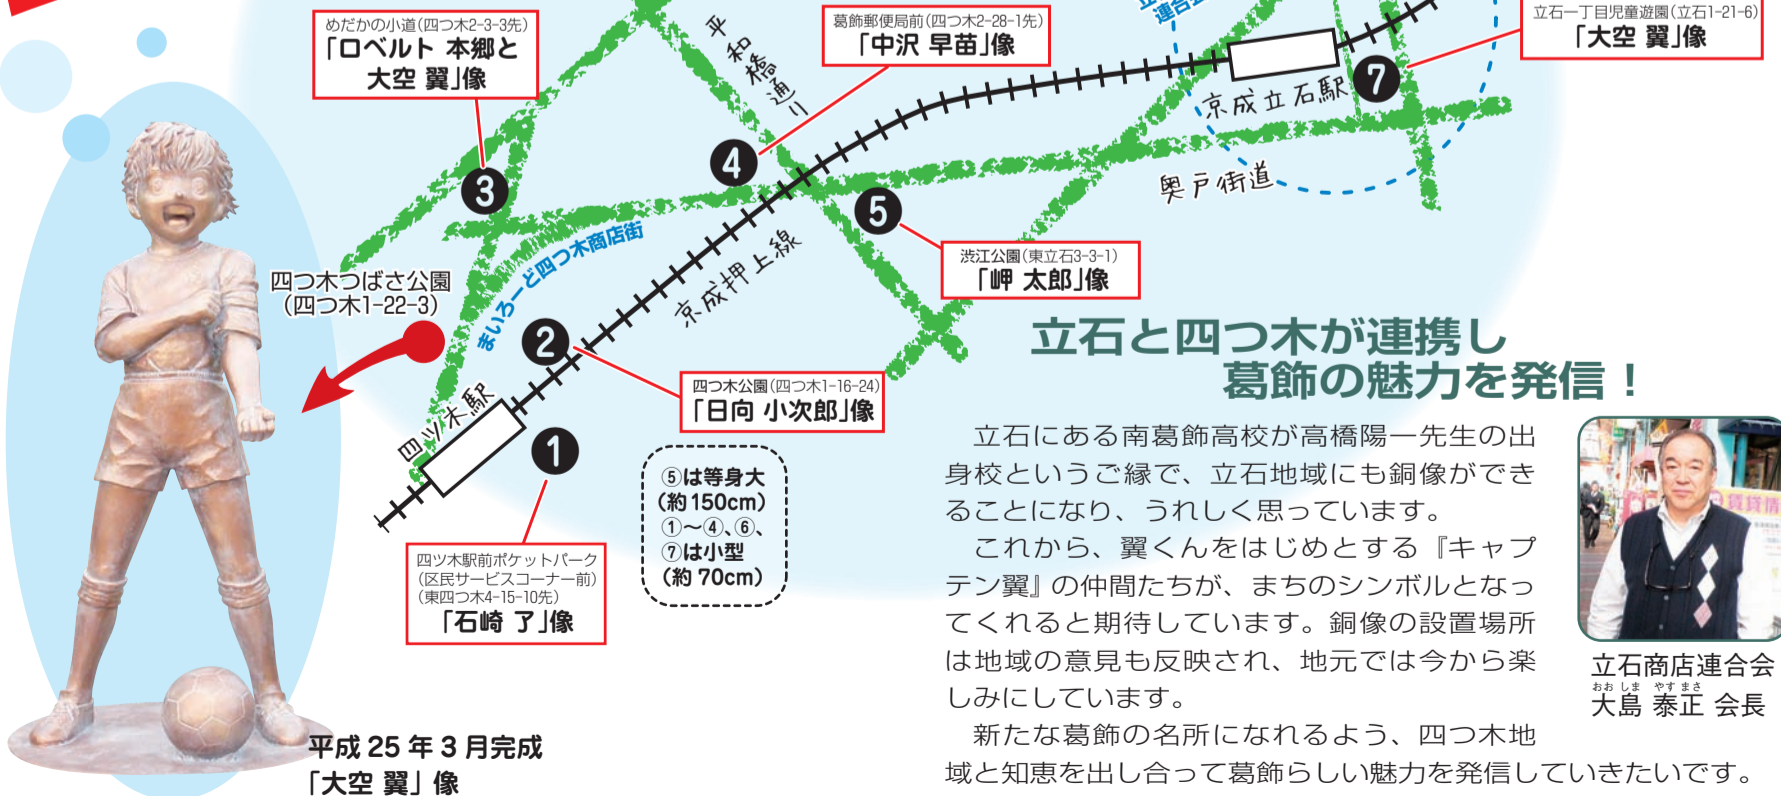 めだかの小道(四つ木2-3-3先)
「ロベルト 本郷と
大空 翼」像
平和橋通り
葛飾郵便局前(四つ木2-28-1先)
「中沢 早苗」像
立石一丁目児童遊園(立石1-21-6)
「大空 翼」像
3
4
7
京成立石駅
奥戸街道
5
渋江公園(東立石3-3-1)
「岬 太郎」像
まいろーど四つ木商店街
京成押上線
四つ木つばさ公園
(四つ木1-22-3)
2
四つ木公園(四つ木1-16-24)
「日向 小次郎」像
四ツ木駅
1
四ツ木駅前ポケットパーク
(区民サービスコーナー前)
(東四つ木4-15-10先)
「石崎 了」像
⑤は等身大
(約150cm)
①〜④、⑥、
⑦は小型
(約 70cm)
平成 25 年 3 月完成
「大空 翼」 像
立石と四つ木が連携し
葛飾の魅力を発信！
立石にある南葛飾高校が高橋陽一先生の出
身校というご縁で、立石地域にも銅像ができ
ることになり、うれしく思っています。
これから、翼くんをはじめとする『キャプ
テン翼』の仲間たちが、まちのシンボルとなっ
てくれると期待しています。銅像の設置場所
は地域の意見も反映され、地元では今から楽
しみにしています。
新たな葛飾の名所になれるよう、四つ木地
域と知恵を出し合って葛飾らしい魅力を発信していきたいです。
賃貸情
立石商店連合会
おおしま やすまさ
大島 泰正 会長